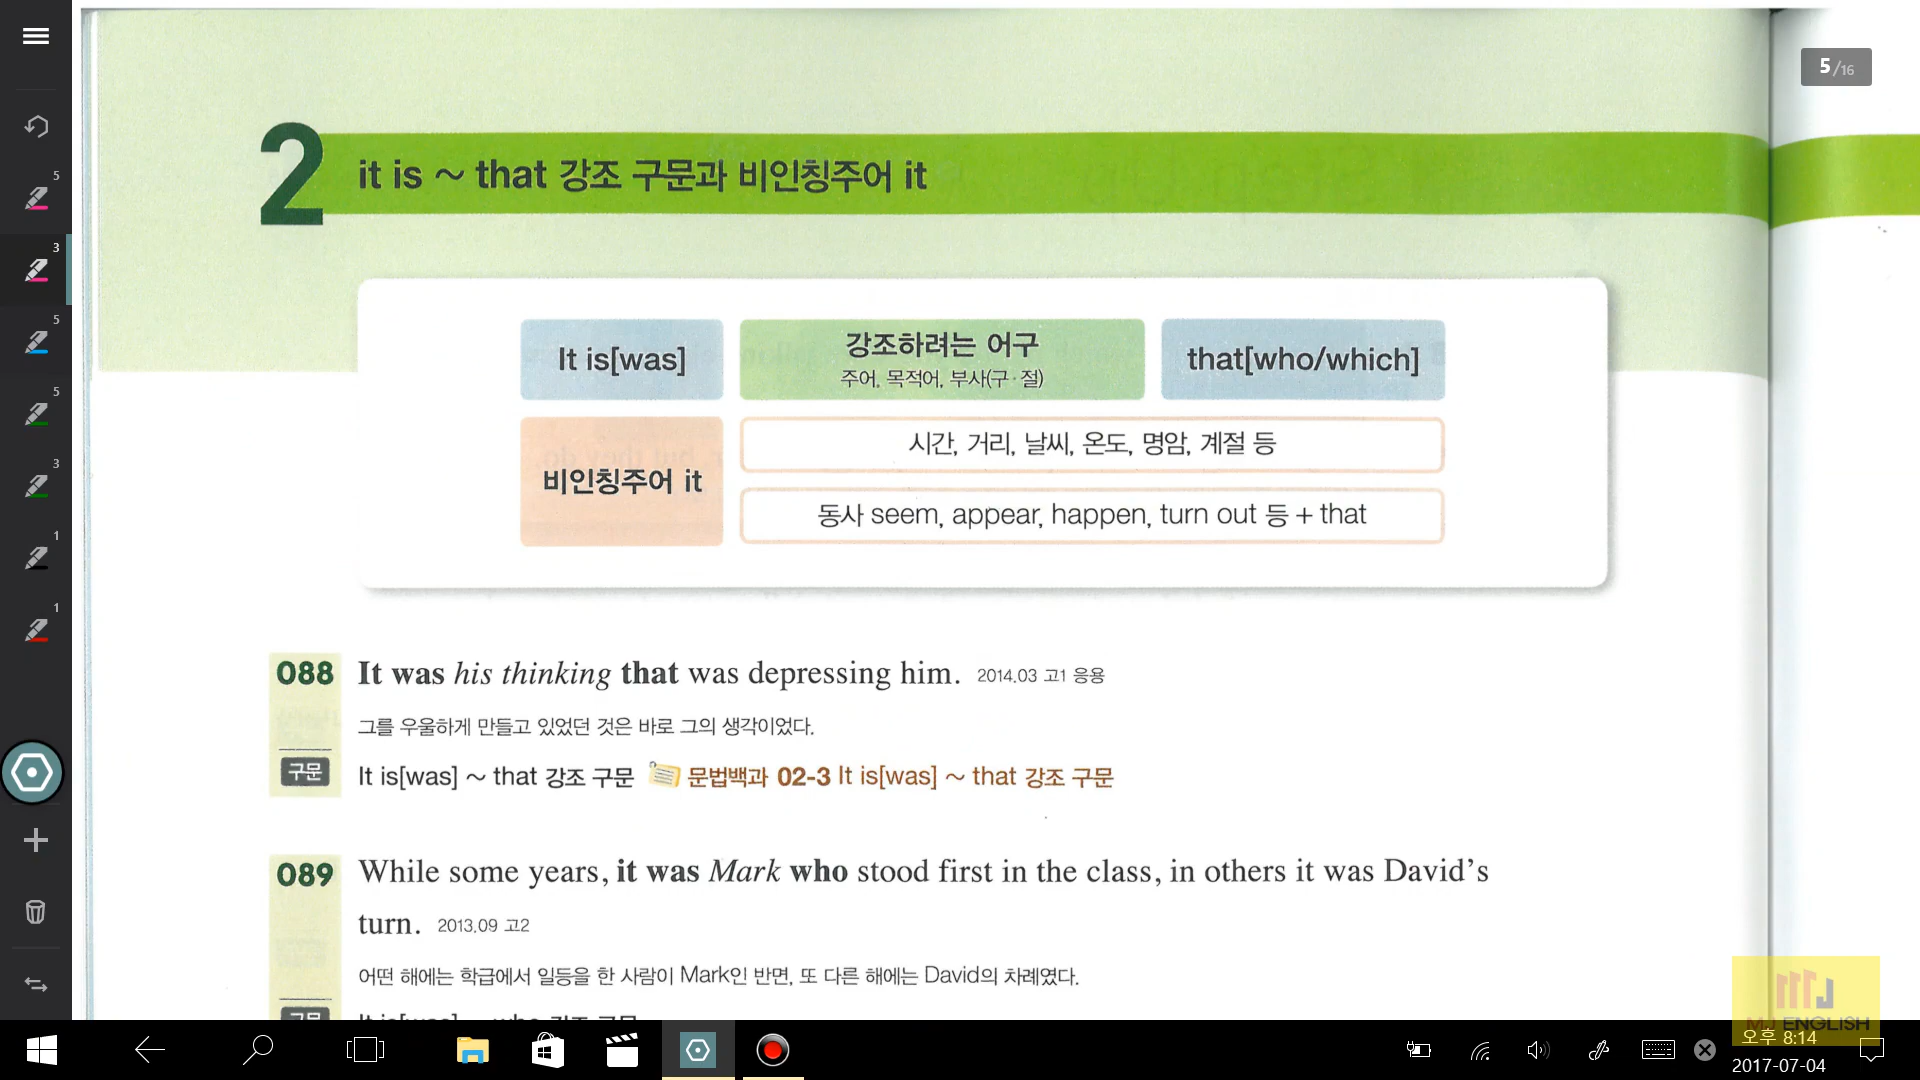 5/16
2 it is ~ that 강조 구문과 비인칭주어 it
It is[was] 강조하려는 어구 that[who/which]
주어, 목적어, 부사(구·절)
비인칭주어 it
시간, 거리, 날씨, 온도, 명암, 계절 등
동사 seem, appear, happen, turn out 등 + that
088 It was his thinking that was depressing him. 2014.03 고1 응용
그를 우울하게 만들고 있었던 것은 바로 그의 생각이었다.
구문 It is[was] ~ that 강조 구문 문법백과 02-3 It is[was] ~ that 강조 구문
089 While some years, it was Mark who stood first in the class, in others it was David's
turn. 2013.09 고2
어떤 해에는 학급에서 일등을 한 사람이 Mark인 반면, 또 다른 해에는 David의 차례였다.
5
3
5
5
3
1
1
MJ ENGLISH
오후 8:14
2017-07-04